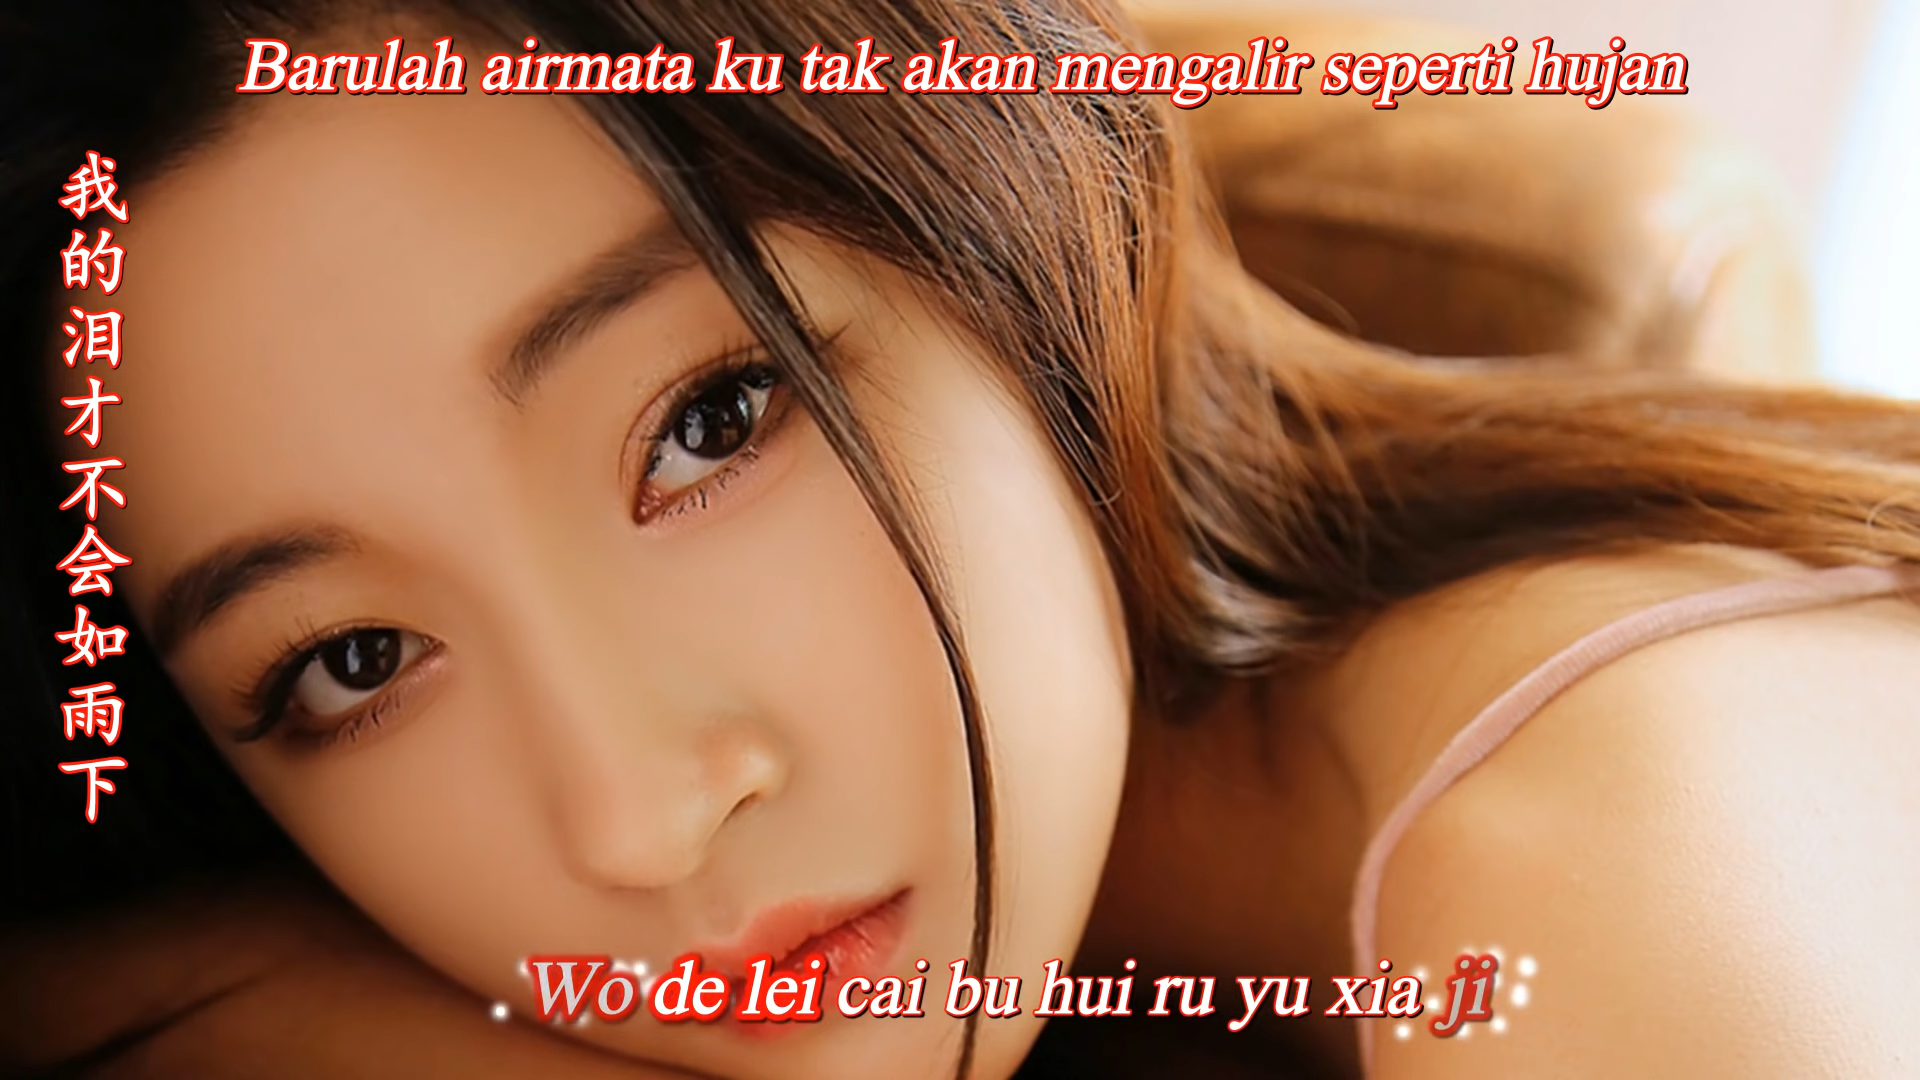 Barulah airmata ku tak akan mengalir seperti hujan
我的泪才不会如雨下
Wo de lei cai bu hui ru yu xia ji